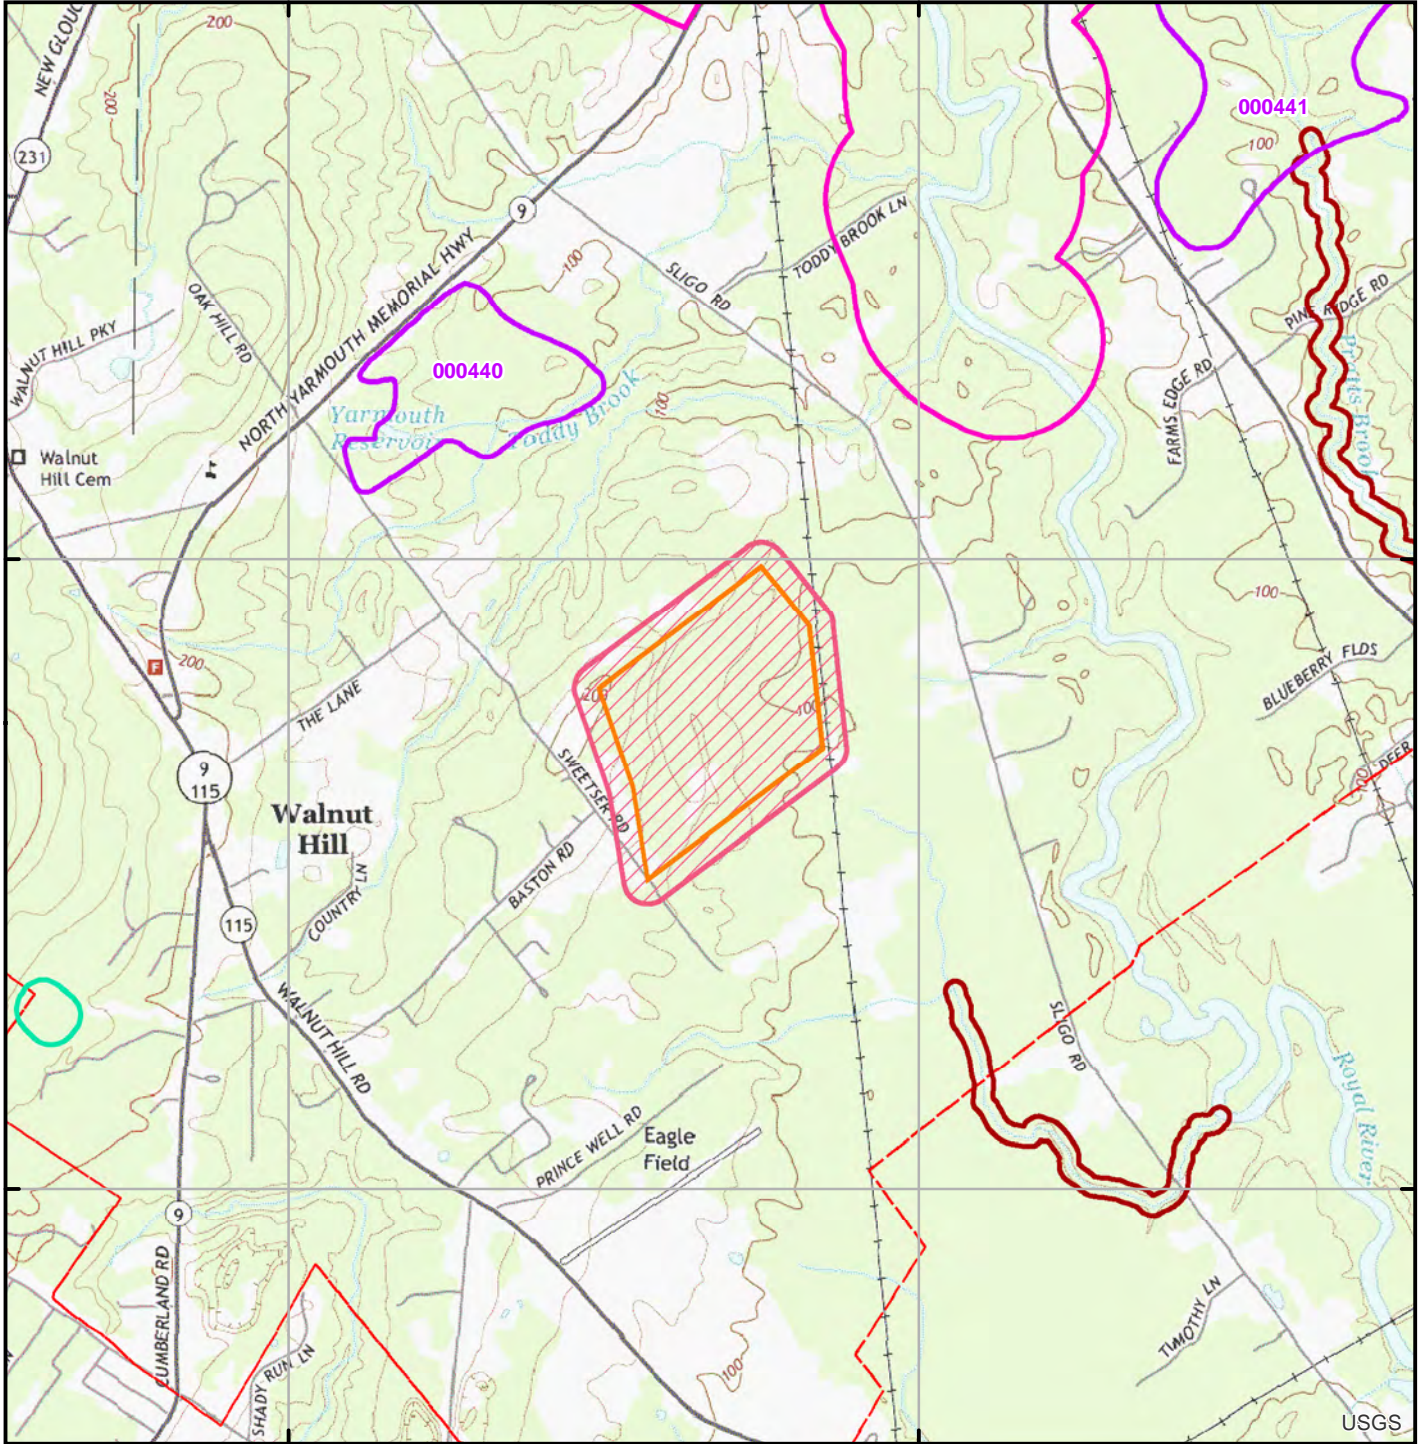 NEW GLOUC
200
200
231
000441
100
9
TODDY BROOK LN
100
SLIGO RD
OAK HILL RD
NORTH YARMOUTH MEMORIAL HWY
WALNUT HILL PKY
PINE RIDGE RD
Pratts Brook
000440
FARMS EDGE RD
Yarmouth
Reservoir
Toddy Brook
100
Walnut
Hill Cem
100
F
200
THE LANE
BLUEBERRY FLDS
200
100
DEER
100
9
115
SWEETSER RD
Walnut
Hill
BASTON RD
COUNTRY LN
115
WALNUT HILL RD
SLIGO RD
Royal River
PRINCE WELL RD
Eagle
Field
9
CUMBERLAND RD
TIMOTHY LN
SHADY RUN LN
100
USGS